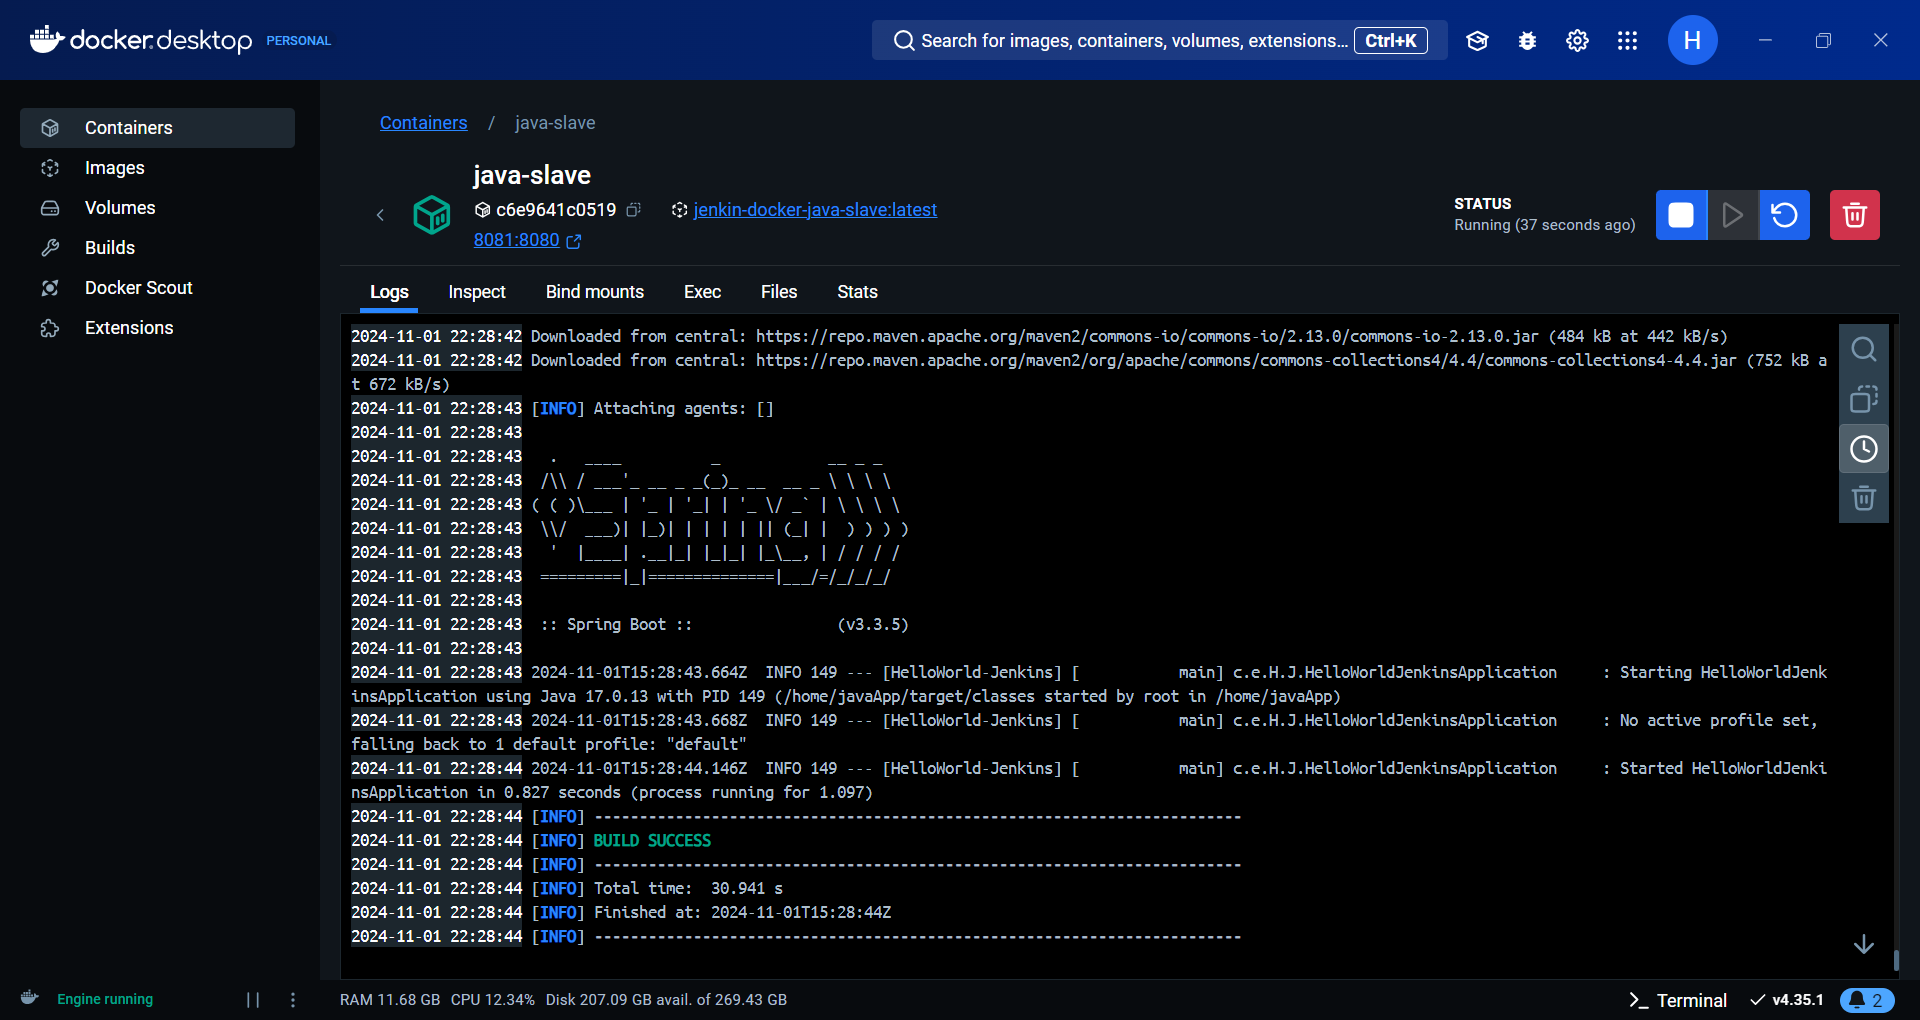 docker.desktop PERSONAL
Search for images, containers, volumes, extensions... Ctrl+K
H
Containers
Images
Volumes
Builds
Docker Scout
Extensions
Containers / java-slave
java-slave
c6e9641c0519 jenkin-docker-java-slave:latest
8081:8080
STATUS
Running (37 seconds ago)
Logs Inspect Bind mounts Exec Files Stats
2024-11-01 22:28:42 Downloaded from central: https://repo.maven.apache.org/maven2/commons-io/commons-io/2.13.0/commons-io-2.13.0.jar (484 kB at 442 kB/s)
2024-11-01 22:28:42 Downloaded from central: https://repo.maven.apache.org/maven2/org/apache/commons/commons-collections4/4.4/commons-collections4-4.4.jar (752 kB a
t 672 kB/s)
2024-11-01 22:28:43 [INFO] Attaching agents: []
2024-11-01 22:28:43
2024-11-01 22:28:43   .   ____          _            __ _ _
2024-11-01 22:28:43  /\\ / ___'_ __ _ _(_)_ __  __ _ \ \ \ \
2024-11-01 22:28:43 ( ( )\___ | '_ | '_| | '_ \/ _` | \ \ \ \
2024-11-01 22:28:43  \\/  ___)| |_)| | | | | || (_| |  ) ) ) )
2024-11-01 22:28:43   '  |____| .__|_| |_|_| |_\__, | / / / /
2024-11-01 22:28:43  =========|_|==============|___/=/_/_/_/
2024-11-01 22:28:43
2024-11-01 22:28:43  :: Spring Boot ::                (v3.3.5)
2024-11-01 22:28:43
2024-11-01 22:28:43 2024-11-01T15:28:43.664Z  INFO 149 --- [HelloWorld-Jenkins] [           main] c.e.H.J.HelloWorldJenkinsApplication     : Starting HelloWorldJenk
insApplication using Java 17.0.13 with PID 149 (/home/javaApp/target/classes started by root in /home/javaApp)
2024-11-01 22:28:43 2024-11-01T15:28:43.668Z  INFO 149 --- [HelloWorld-Jenkins] [           main] c.e.H.J.HelloWorldJenkinsApplication     : No active profile set,
falling back to 1 default profile: "default"
2024-11-01 22:28:44 2024-11-01T15:28:44.146Z  INFO 149 --- [HelloWorld-Jenkins] [           main] c.e.H.J.HelloWorldJenkinsApplication     : Started HelloWorldJenki
nsApplication in 0.827 seconds (process running for 1.097)
2024-11-01 22:28:44 [INFO] ------------------------------------------------------------------------
2024-11-01 22:28:44 [INFO] BUILD SUCCESS
2024-11-01 22:28:44 [INFO] ------------------------------------------------------------------------
2024-11-01 22:28:44 [INFO] Total time:  30.941 s
2024-11-01 22:28:44 [INFO] Finished at: 2024-11-01T15:28:44Z
2024-11-01 22:28:44 [INFO] ------------------------------------------------------------------------
Engine running
RAM 11.68 GB CPU 12.34% Disk 207.09 GB avail. of 269.43 GB
Terminal v4.35.1 2